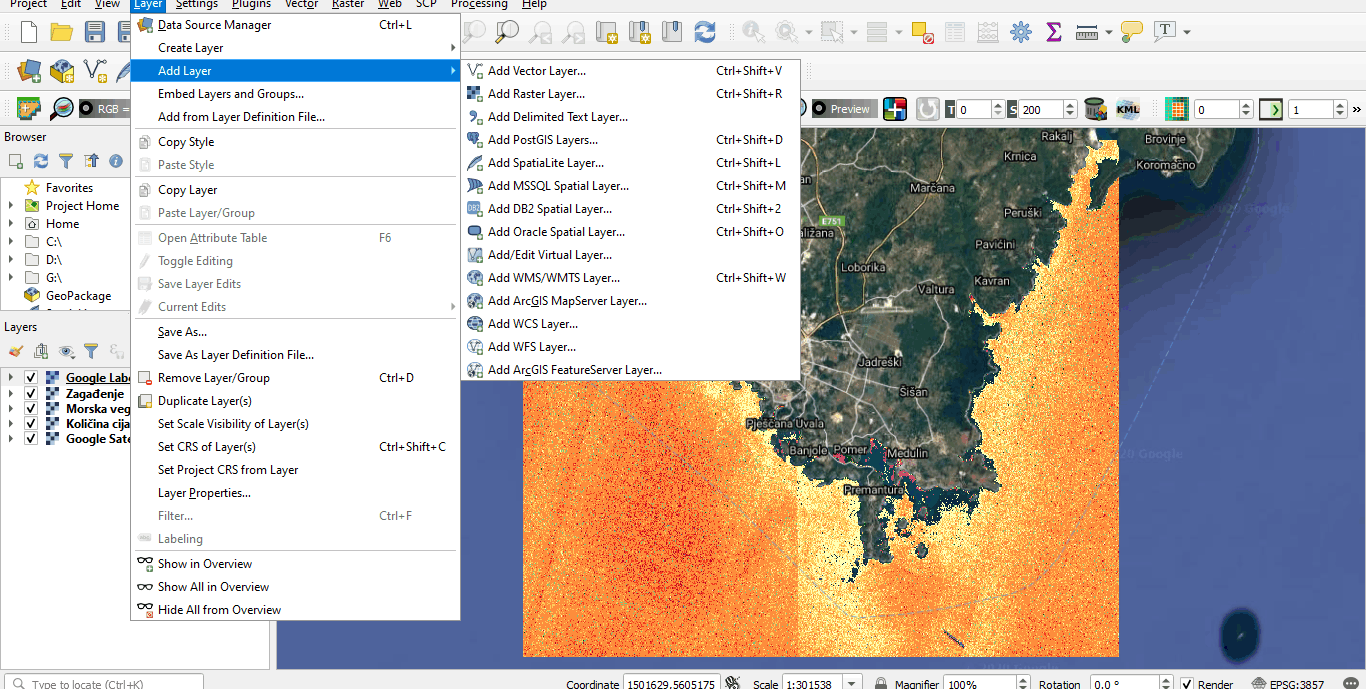 Project Edit View Layer Settings Plugins Vector Raster Web SCP Processing Help
Data Source Manager Ctrl+L
Create Layer
Add Layer
Embed Layers and Groups...
Add from Layer Definition File...
Copy Style
Paste Style
Copy Layer
Paste Layer/Group
Open Attribute Table F6
Toggle Editing
Save Layer Edits
Current Edits
Save As...
Save As Layer Definition File...
Remove Layer/Group Ctrl+D
Duplicate Layer(s)
Set Scale Visibility of Layer(s)
Set CRS of Layer(s) Ctrl+Shift+C
Set Project CRS from Layer
Layer Properties...
Filter... Ctrl+F
Labeling
Show in Overview
Show All in Overview
Hide All from Overview
Add Vector Layer... Ctrl+Shift+V
Add Raster Layer... Ctrl+Shift+R
Add Delimited Text Layer...
Add PostGIS Layers... Ctrl+Shift+D
Add SpatiaLite Layer... Ctrl+Shift+L
Add MSSQL Spatial Layer... Ctrl+Shift+M
DB2 Add DB2 Spatial Layer... Ctrl+Shift+2
Add Oracle Spatial Layer... Ctrl+Shift+O
Add/Edit Virtual Layer...
Add WMS/WMTS Layer... Ctrl+Shift+W
Add ArcGIS MapServer Layer...
Add WCS Layer...
Add WFS Layer...
Add ArcGIS FeatureServer Layer...
T
RGB =
Preview T 0 S 200 KML 0 1 »
Browser
Favorites
Project Home
Home
C:\
D:\
G:\
GeoPackage
Layers
Google Labe
Zagađenje
Morska veg
Količina cija
Google Sate
Rakalj
Brovinje
Krnica
Koromačno
Marčana
Peruški
E751
Pavićini
Loborika
Kavran
Valtura
Jadreški
Šišan
Pješčana Uvala
Banjole
Pomer
Medulin
Premantura
Google
20 Google
2020 Google
Type to locate (Ctrl+K)
Coordinate 1501629,5605175 Scale 1:301538 Magnifier 100% Rotation 0.0 ° Render EPSG:3857